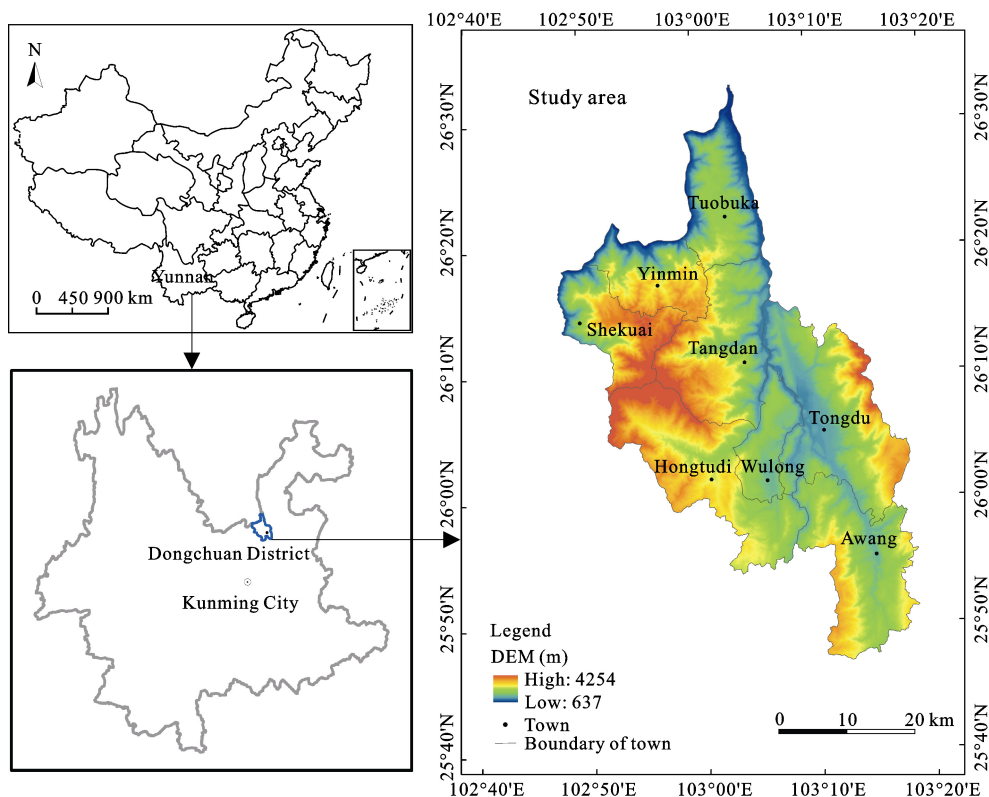 N
Yunnan
0 450 900 km
Dongchuan District
Kunming City
102°40′E 102°50′E 103°00′E 103°10′E 103°20′E
Study area
26°30′N
26°30′N
26°20′N
26°20′N
26°10′N
26°10′N
26°00′N
26°00′N
25°50′N
25°50′N
25°40′N
25°40′N
Tuobuka
Yinmin
Shekuai
Tangdan
Tongdu
Hongtudi
Wulong
Awang
Legend
DEM (m)
High: 4254
Low: 637
Town
Boundary of town
0 10 20 km
102°40′E 102°50′E 103°00′E 103°10′E 103°20′E